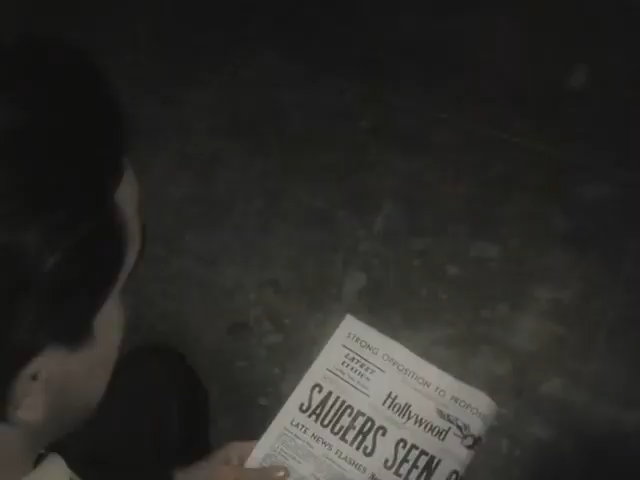 STRONG OPPOSITION TO PROPO
LATEST
Hollywood
SAUCERS SEEN
LATE NEWS FLASHES